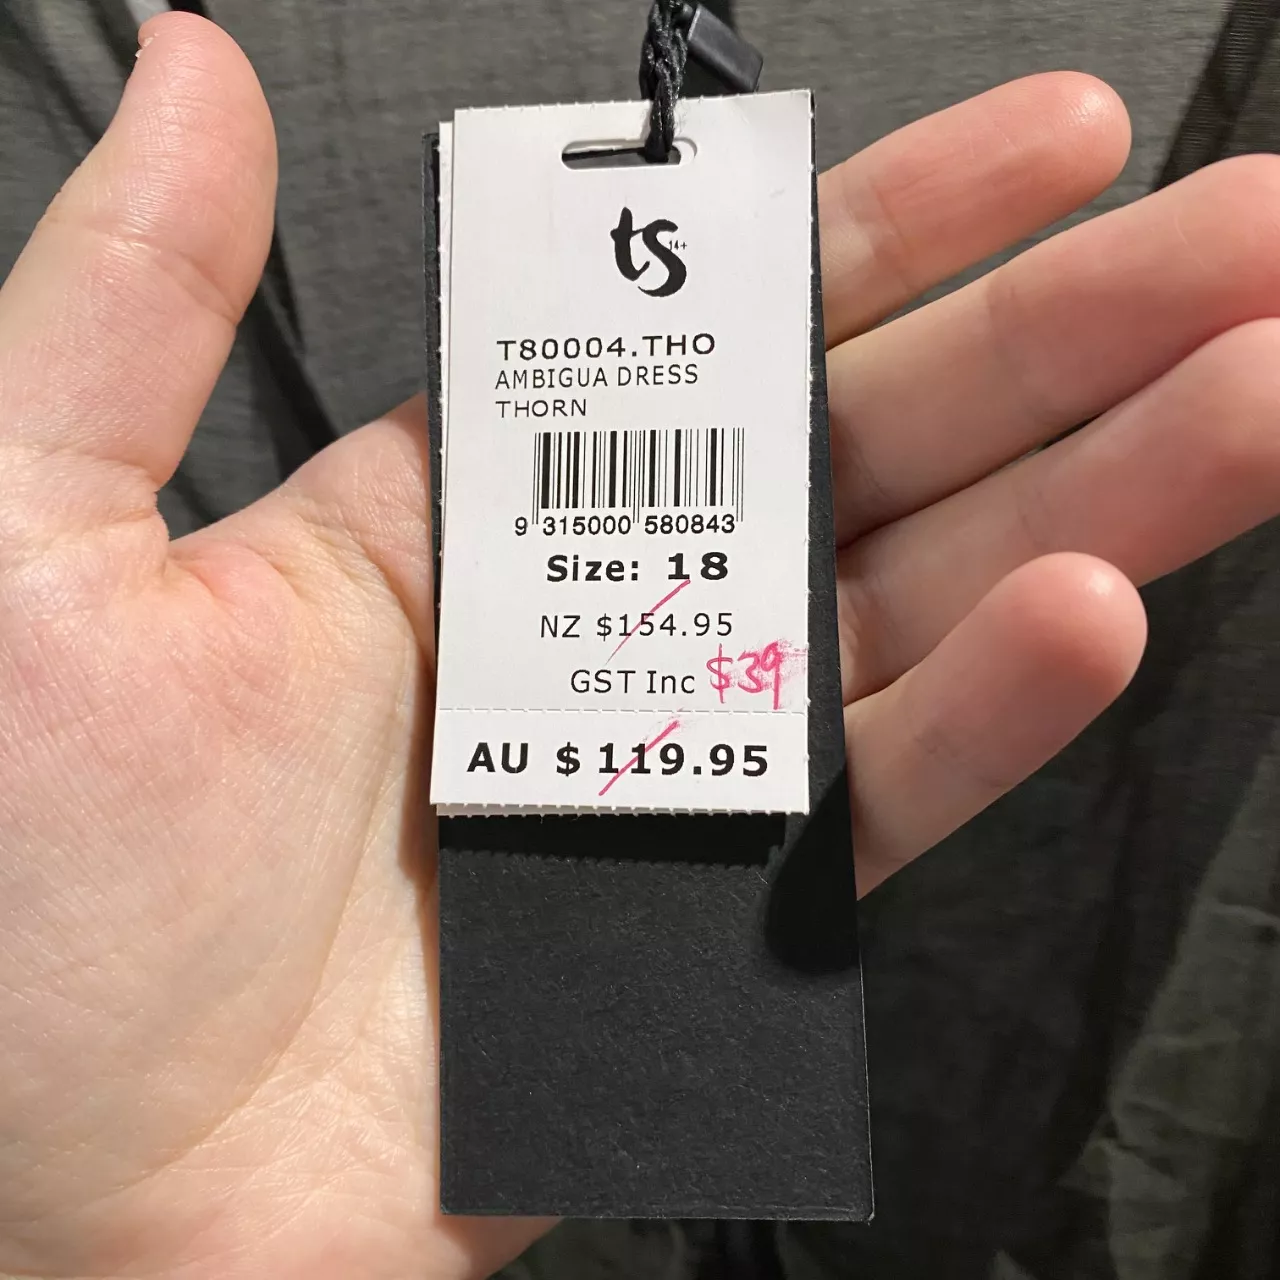 ts 14+
T80004.THO
AMBIGUA DRESS
THORN
9 315000 580843
Size: 18
NZ $154.95
GST Inc $39
AU $119.95